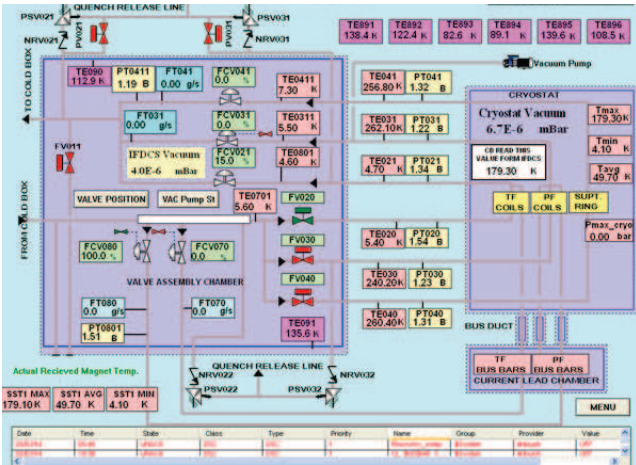 QUENCH RELEASE LINE
PSV021
PV021
PV031
PSV031
NRV021
NRV031
TE891
138.4 K
TE892
122.4 K
TE893
82.6 K
TE894
89.1 K
TE895
139.6 K
TE896
108.5 K
Vacuum Pump
TO COLD BOX
TE090
112.9 K
PT0411
1.19 B
FT041
0.00 g/s
FCV041
0.0 %
TE0411
7.30 K
TE041
256.80 K
PT041
1.32 B
CRYOSTAT
Cryostat Vacuum
6.7E-6 mBar
Tmax
179.30K
FT031
0.00 g/s
FCV031
0.0 %
TE0311
5.50 K
TE031
262.10K
PT031
1.22 B
Tmin
4.10 K
FV011
IFDCS Vacuum
4.0E-6 mBar
FCV021
15.0 %
TE0801
4.60 K
TE021
4.70 K
PT021
1.34 B
CB READ THIS
VALUE FORM IFDCS
179.30 K
Tavg
49.70 K
VALVE POSITION
VAC Pump St
TE0701
5.60 K
FV020
TF
COILS
PF
COILS
SUPT.
RING
FROM COLD BOX
FCV080
100.0 %
FCV070
0.0 %
FV030
TE020
5.40 K
PT020
1.54 B
Pmax_cryo
0.00 bar
VALVE ASSEMBLY CHAMBER
FV040
TE030
240.20K
PT030
1.23 B
FT080
0.0 g/s
FT070
0.0 g/s
TE040
260.40K
PT040
1.31 B
PT0801
1.51 B
TE091
135.6 K
BUS DUCT
TF
BUS BARS
PF
BUS BARS
CURRENT LEAD CHAMBER
Actual Recieved Magnet Temp.
QUENCH RELEASE LINE
NRV022
NRV032
PSV022
PSV032
SST1 MAX
179.10K
SST1 AVG
49.70 K
SST1 MIN
4.10 K
MENU
Date Time State Class Type Priority Name Group Provider Value